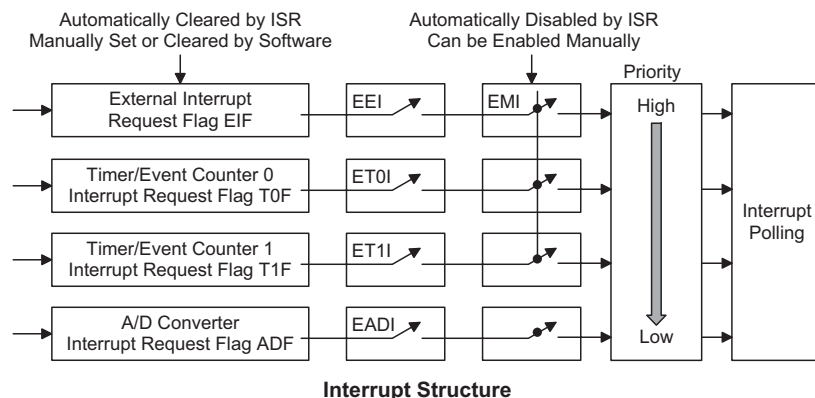 Automatically Cleared by ISR
Manually Set or Cleared by Software
Automatically Disabled by ISR
Can be Enabled Manually
Priority
External Interrupt
Request Flag EIF
EEI
EMI
High
Timer/Event Counter 0
Interrupt Request Flag T0F
ET0I
Timer/Event Counter 1
Interrupt Request Flag T1F
ET1I
Interrupt
Polling
A/D Converter
Interrupt Request Flag ADF
EADI
Low
Interrupt Structure